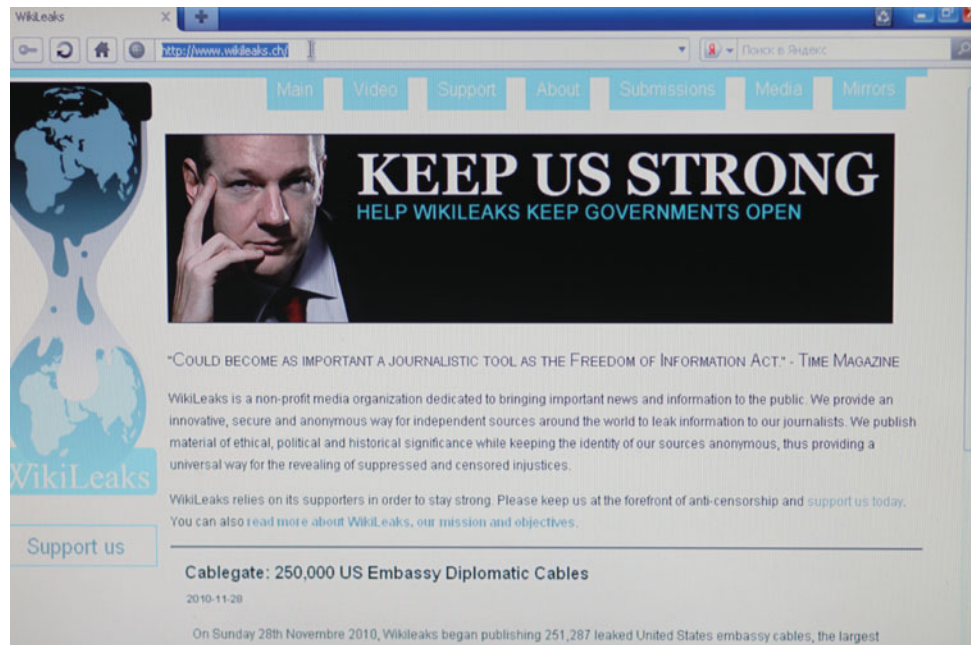 WikiLeaks
http://www.wikileaks.ch/
Поиск в Яндекс
Main Video Support About Submissions Media Mirrors
KEEP US STRONG
HELP WIKILEAKS KEEP GOVERNMENTS OPEN
"COULD BECOME AS IMPORTANT A JOURNALISTIC TOOL AS THE FREEDOM OF INFORMATION ACT." - TIME MAGAZINE
WikiLeaks is a non-profit media organization dedicated to bringing important news and information to the public. We provide an
innovative, secure and anonymous way for independent sources around the world to leak information to our journalists. We publish
material of ethical, political and historical significance while keeping the identity of our sources anonymous, thus providing a
universal way for the revealing of suppressed and censored injustices.
WikiLeaks relies on its supporters in order to stay strong. Please keep us at the forefront of anti-censorship and support us today.
You can also read more about WikiLeaks, our mission and objectives.
WikiLeaks
Support us
Cablegate: 250,000 US Embassy Diplomatic Cables
2010-11-28
On Sunday 28th Novembre 2010, Wikileaks began publishing 251,287 leaked United States embassy cables, the largest